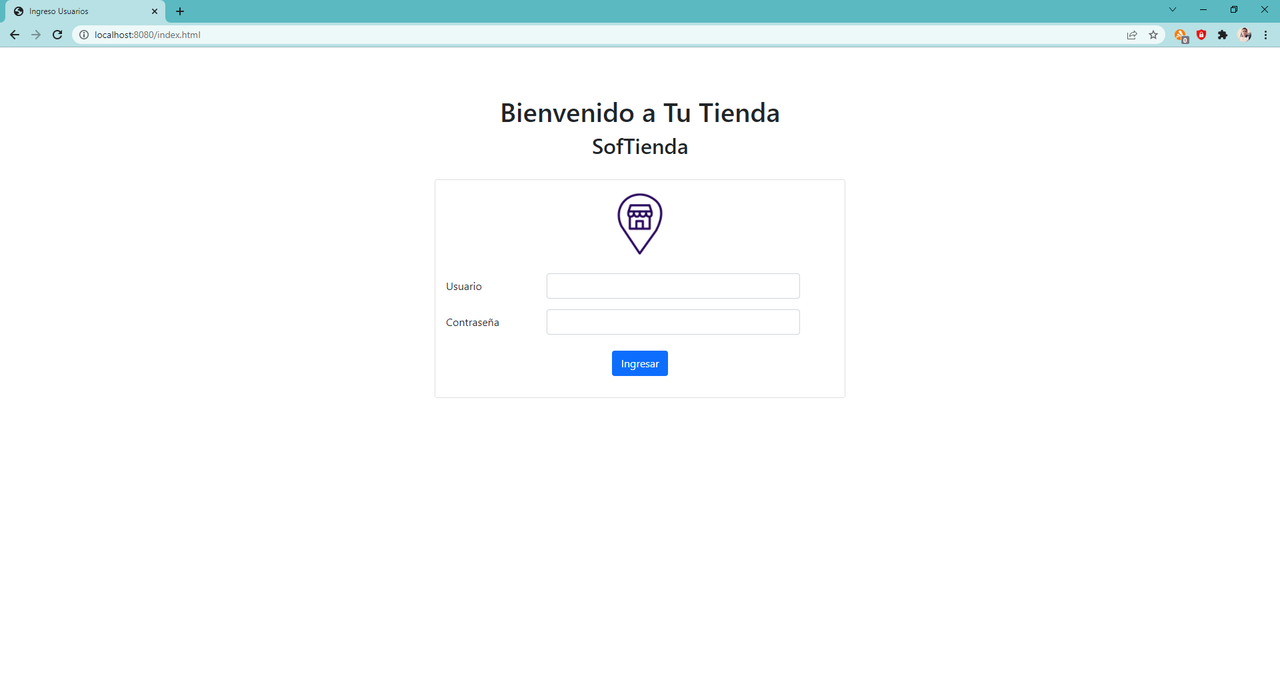 Ingreso Usuarios
localhost:8080/index.html
Bienvenido a Tu Tienda
SofTienda
Usuario
Contraseña
Ingresar